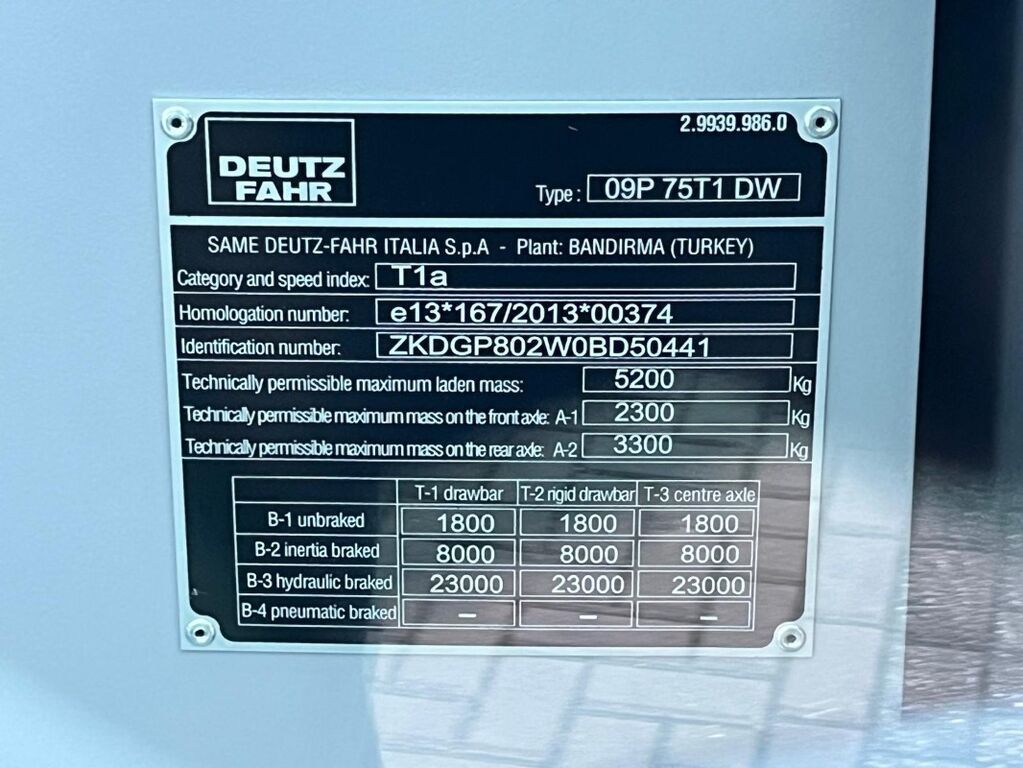 2.9939.986.0
DEUTZ
FAHR
Type: 09P 75T1 DW
SAME DEUTZ-FAHR ITALIA S.p.A - Plant: BANDIRMA (TURKEY)
Category and speed index: T1a
Homologation number: e13*167/2013*00374
Identification number: ZKDGP802W0BD50441
Technically permissible maximum laden mass: 5200 Kg
Technically permissible maximum mass on the front axle: A-1 2300 Kg
Technically permissible maximum mass on the rear axle: A-2 3300 Kg
T-1 drawbar T-2 rigid drawbar T-3 centre axle
B-1 unbraked 1800 1800 1800
B-2 inertia braked 8000 8000 8000
B-3 hydraulic braked 23000 23000 23000
B-4 pneumatic braked – – –